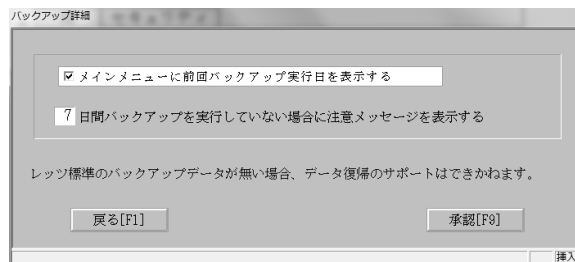 バックアップ詳細
メインメニューに前回バックアップ実行日を表示する
7 日間バックアップを実行していない場合に注意メッセージを表示する
レッツ標準のバックアップデータが無い場合、データ復帰のサポートはできかねます。
戻る[F1]
承認[F9]
挿入